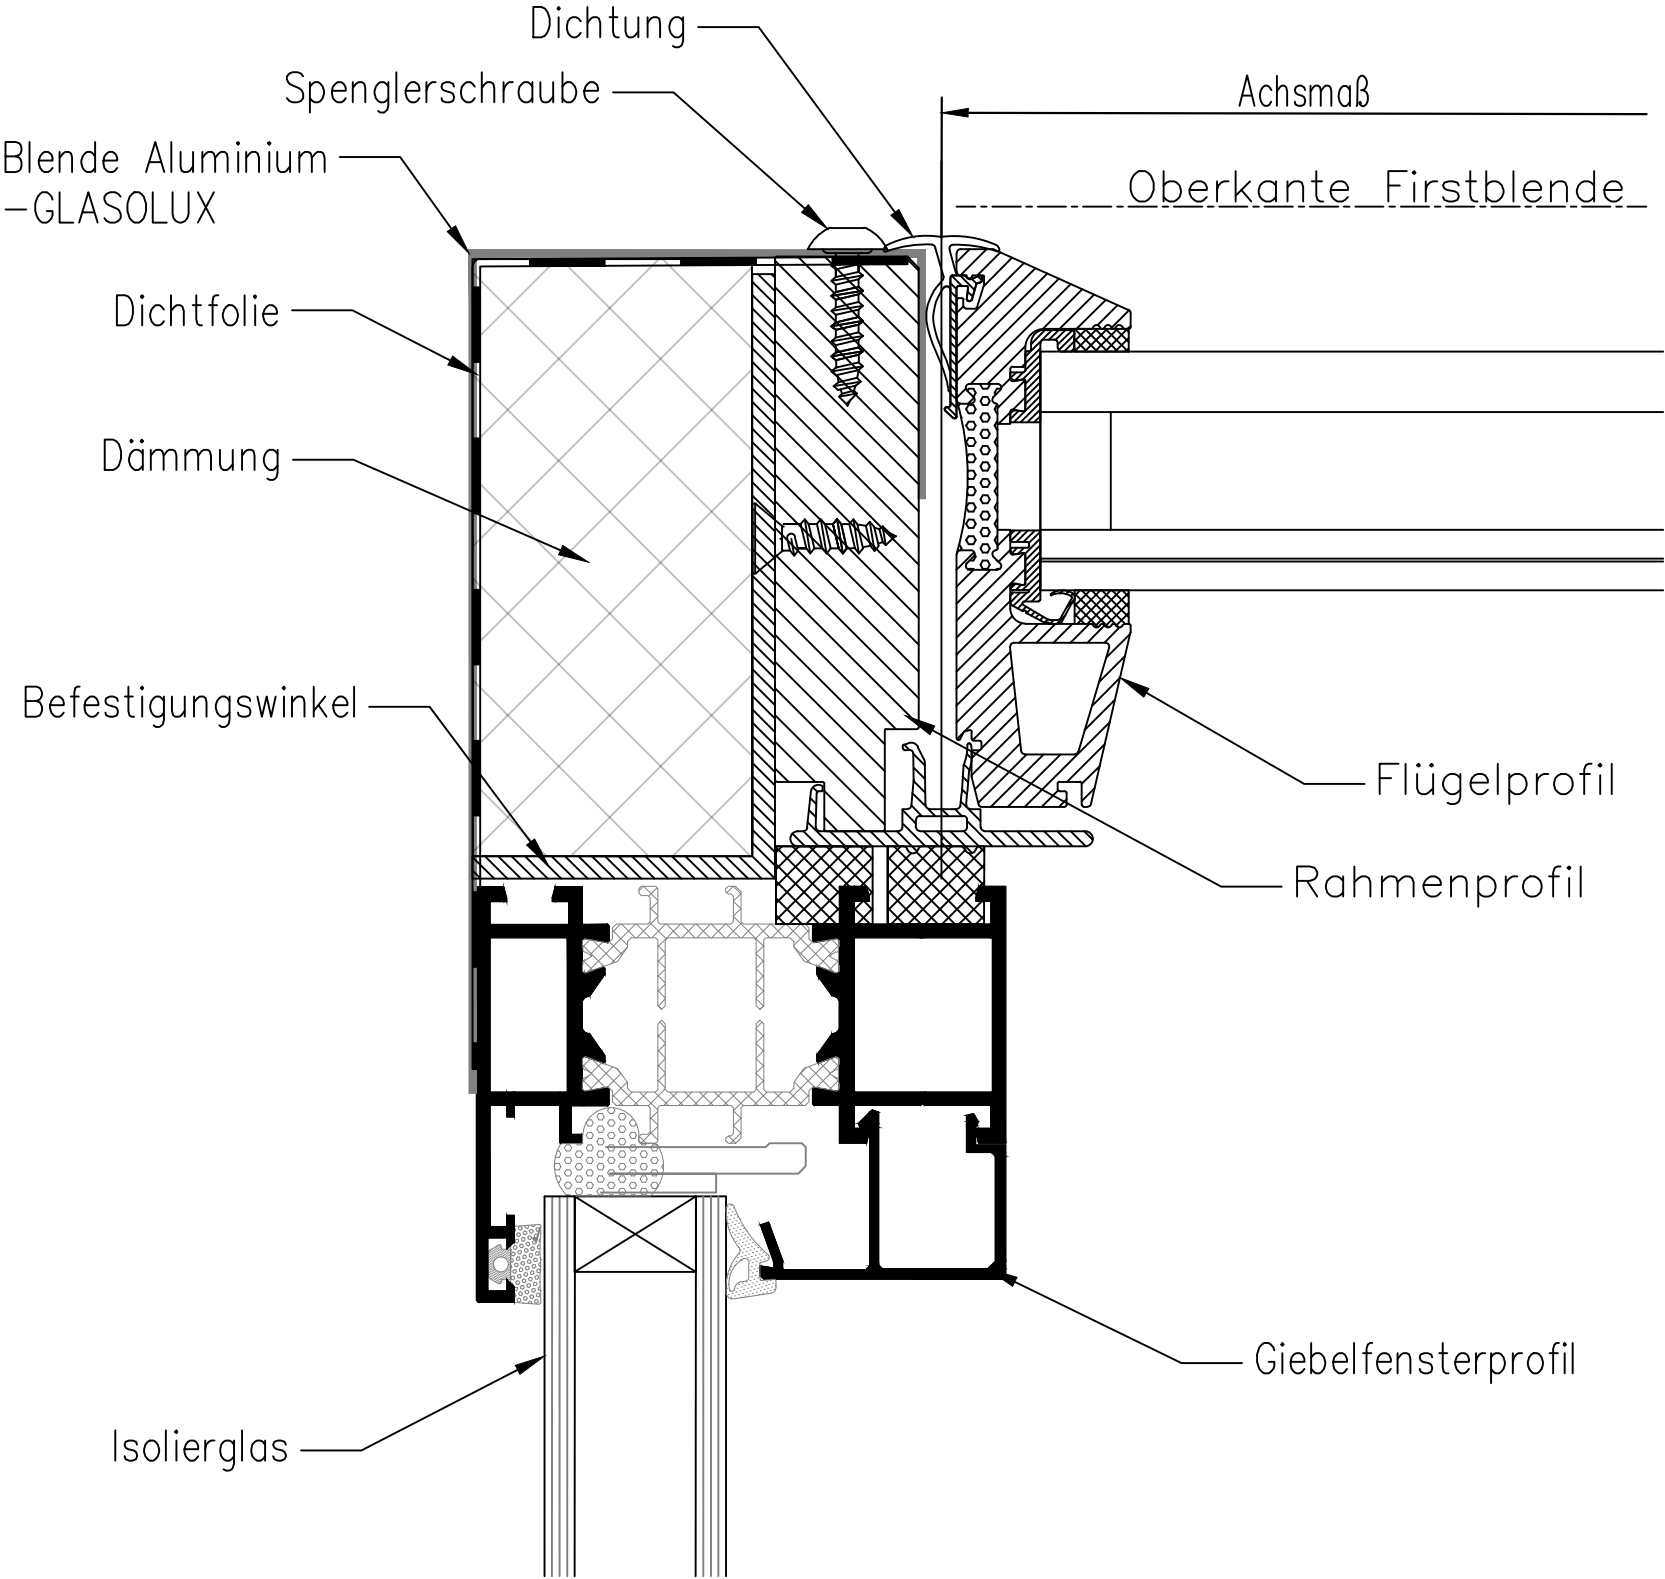 Dichtung
Spenglerschraube
Achsmaß
Blende Aluminium
-GLASOLUX
Oberkante Firstblende
Dichtfolie
Dämmung
Befestigungswinkel
Flügelprofil
Rahmenprofil
Giebelfensterprofil
Isolierglas